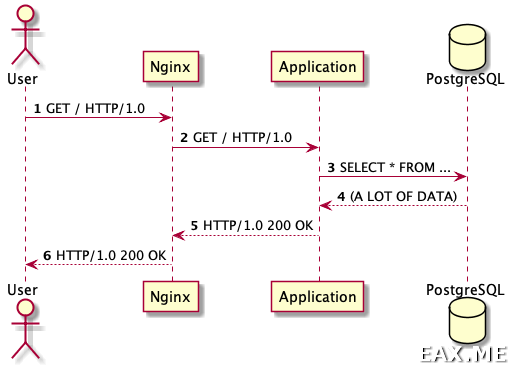 User
Nginx
Application
PostgreSQL
1 GET / HTTP/1.0
2 GET / HTTP/1.0
3 SELECT * FROM ...
4 (A LOT OF DATA)
5 HTTP/1.0 200 OK
6 HTTP/1.0 200 OK
User
Nginx
Application
PostgreSQL
EAX.ME